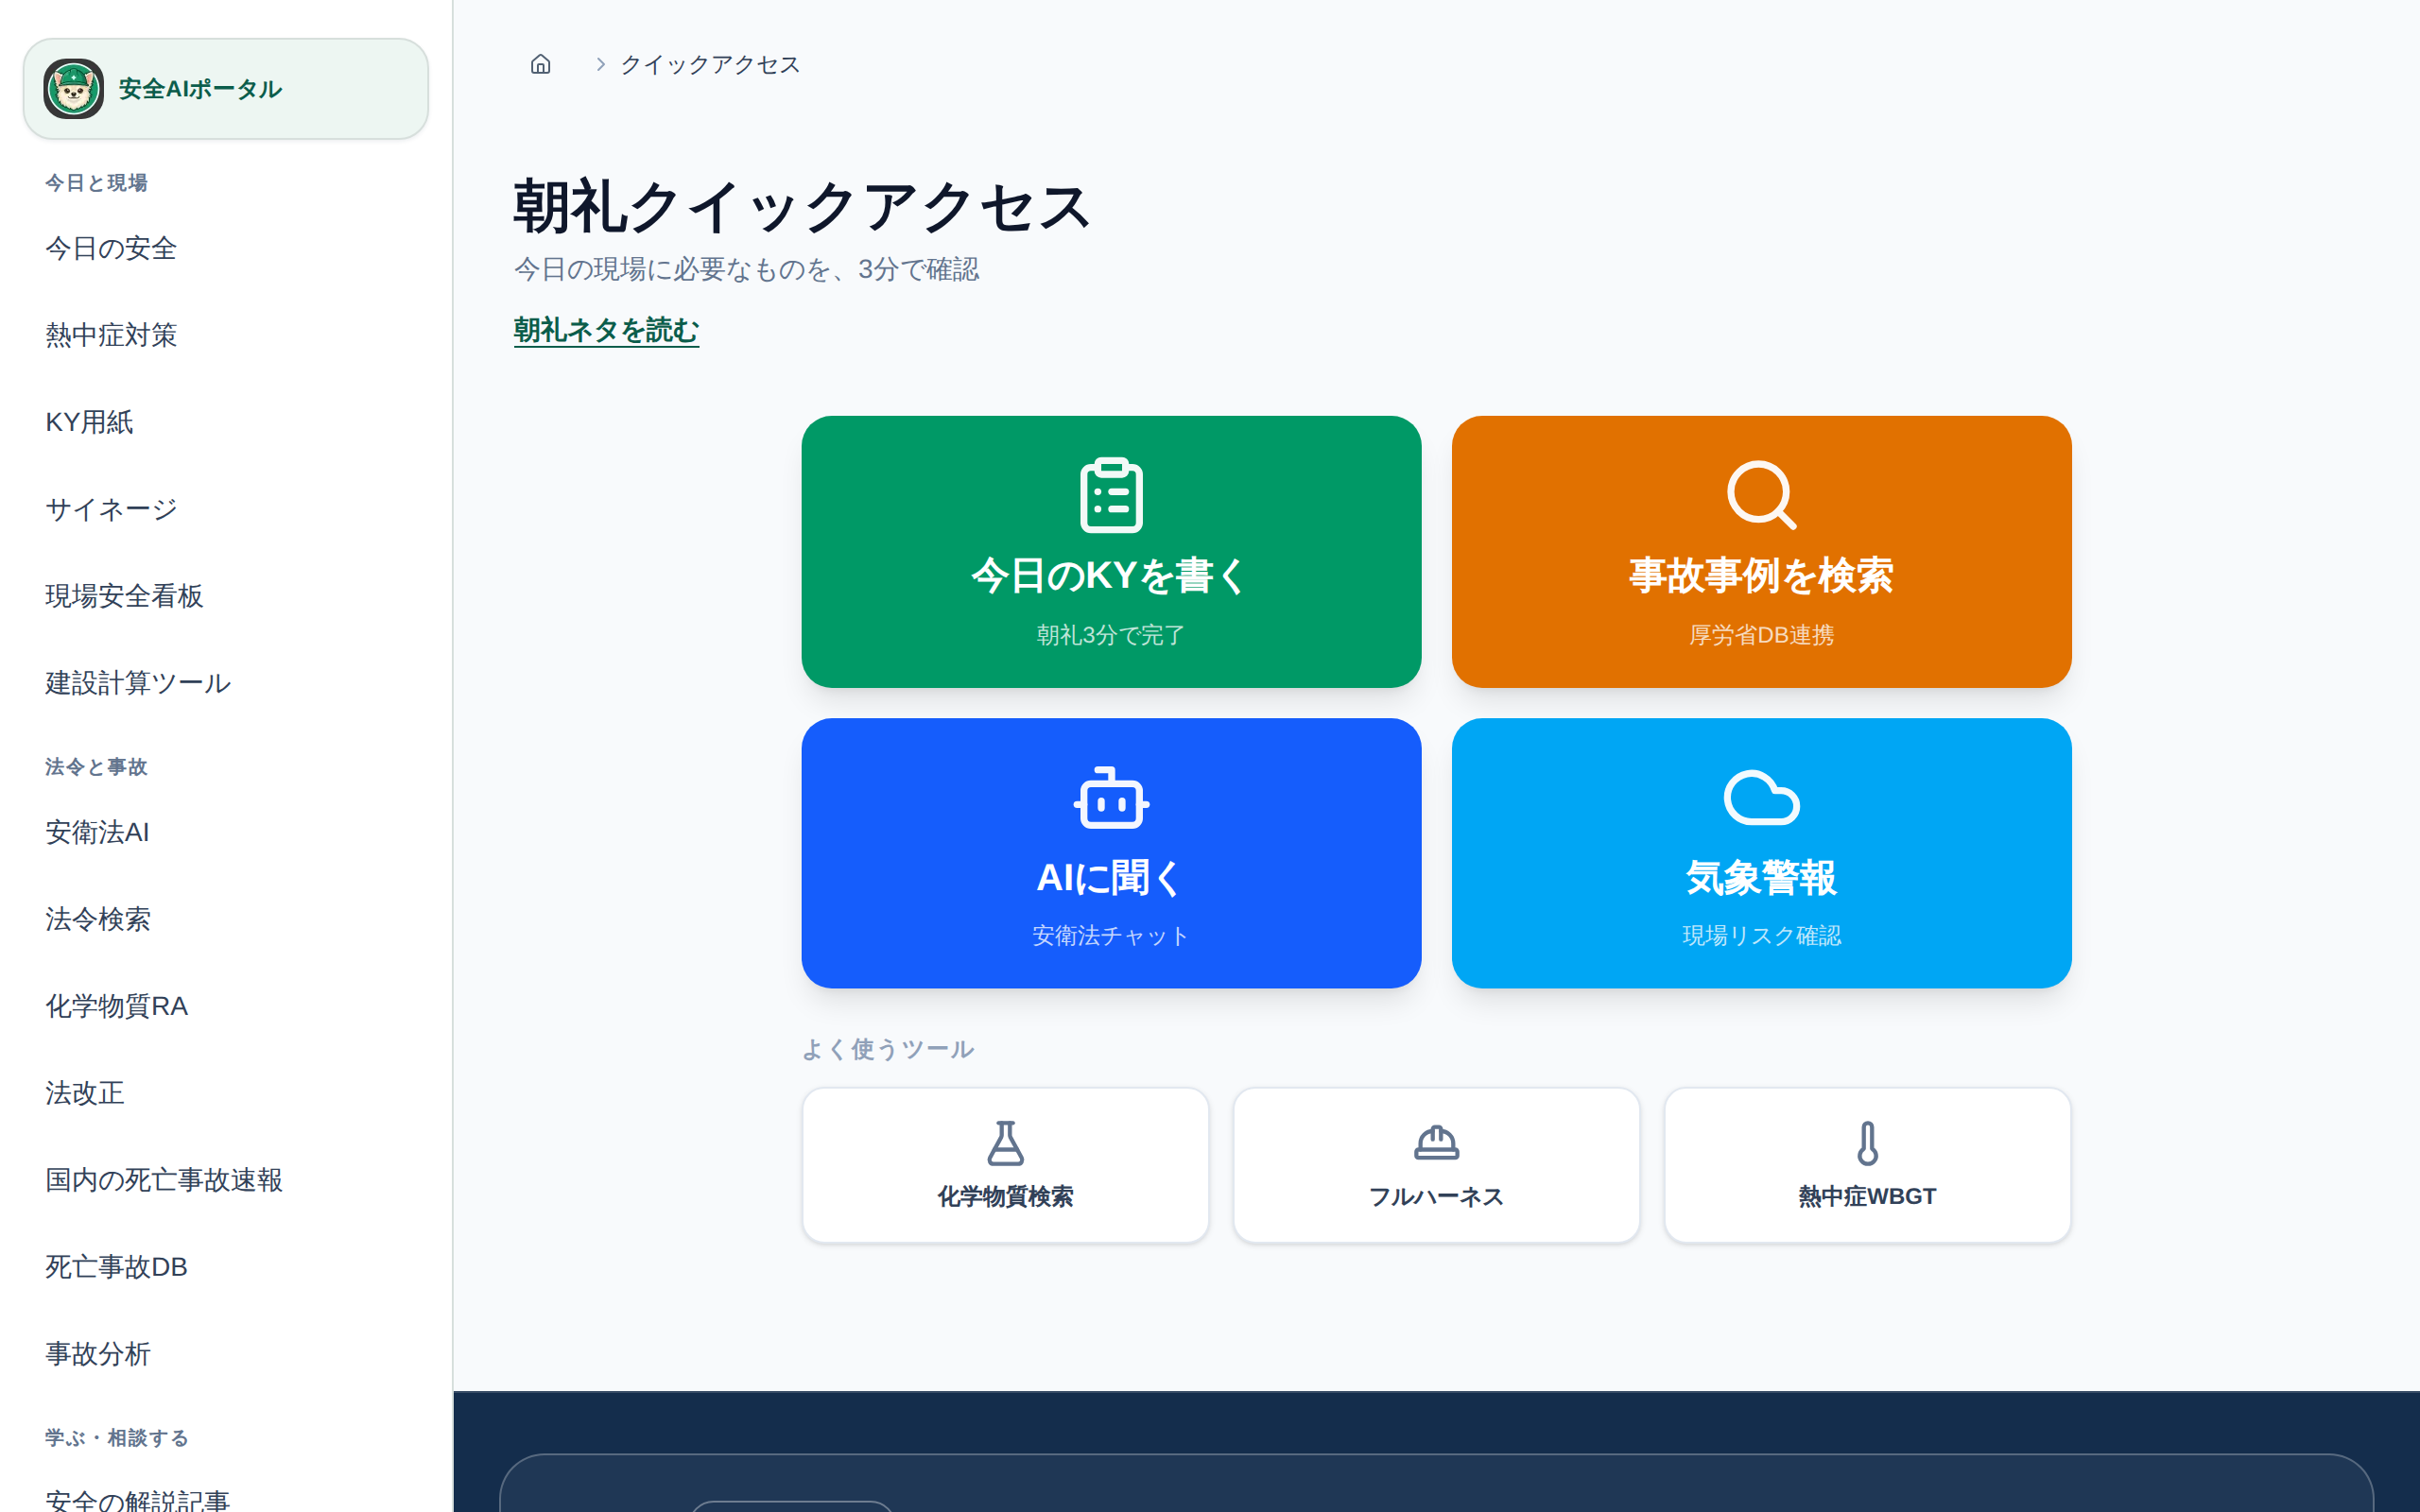 安全AIポータル
今日と現場
今日の安全
熱中症対策
KY用紙
サイネージ
現場安全看板
建設計算ツール
法令と事故
安衛法AI
法令検索
化学物質RA
法改正
国内の死亡事故速報
死亡事故DB
事故分析
学ぶ・相談する
安全の解説記事
クイックアクセス
朝礼クイックアクセス
今日の現場に必要なものを、3分で確認
朝礼ネタを読む
今日のKYを書く
朝礼3分で完了
事故事例を検索
厚労省DB連携
AIに聞く
安衛法チャット
気象警報
現場リスク確認
よく使うツール
化学物質検索
フルハーネス
熱中症WBGT